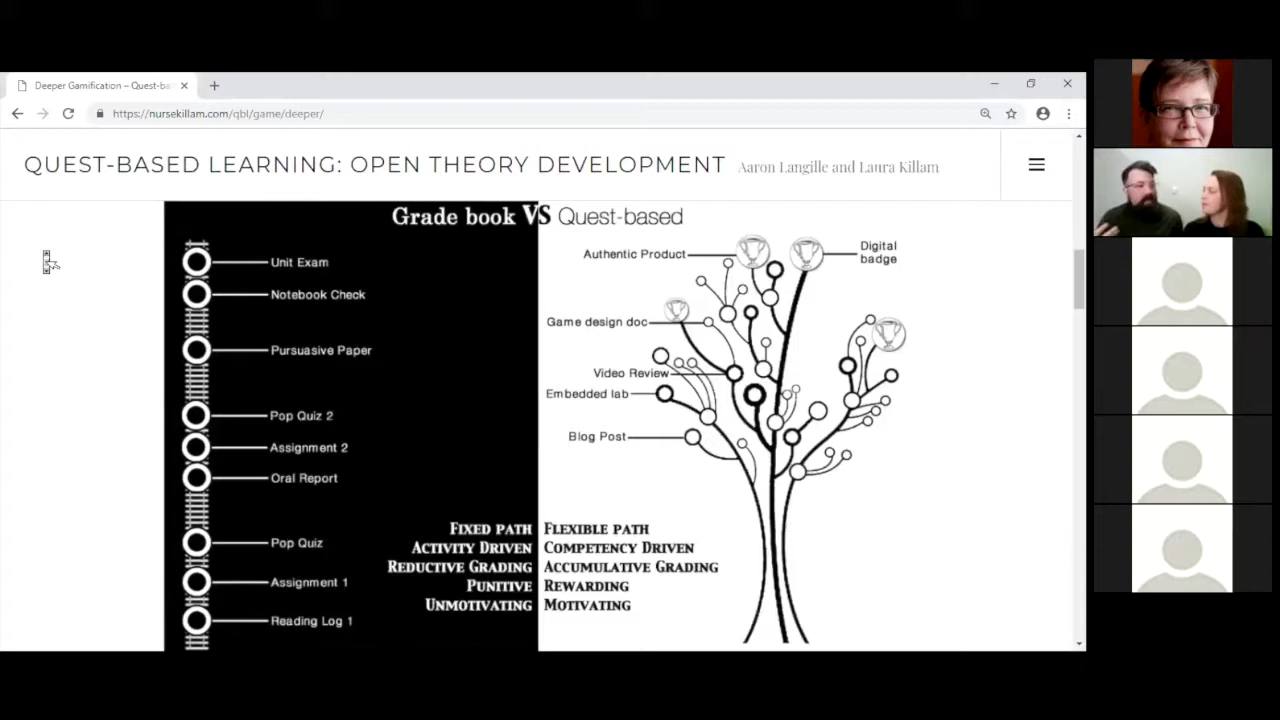 Deeper Gamification – Quest-ba
https://nursekillam.com/qbl/game/deeper/
QUEST-BASED LEARNING: OPEN THEORY DEVELOPMENT Aaron Langille and Laura Killam
Grade book VS Quest-based
Unit Exam
Notebook Check
Pursuasive Paper
Pop Quiz 2
Assignment 2
Oral Report
Pop Quiz
Assignment 1
Reading Log 1
Authentic Product
Digital
badge
Game design doc
Video Review
Embedded lab
Blog Post
FIXED PATH FLEXIBLE PATH
ACTIVITY DRIVEN COMPETENCY DRIVEN
REDUCTIVE GRADING ACCUMULATIVE GRADING
PUNITIVE REWARDING
UNMOTIVATING MOTIVATING